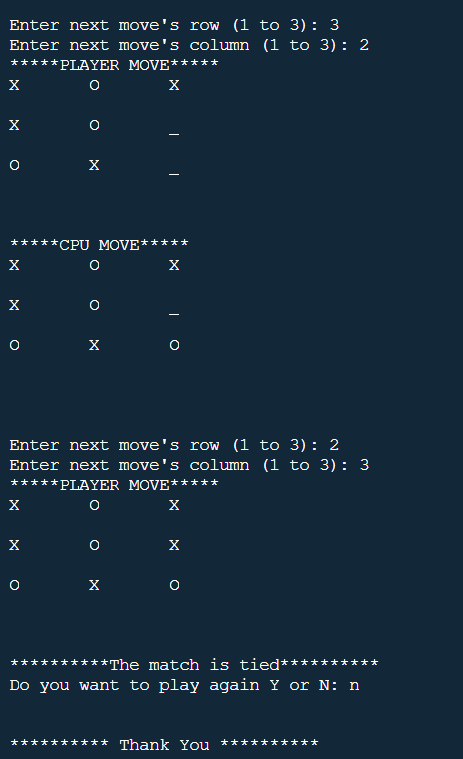 Enter next move's row (1 to 3): 3
Enter next move's column (1 to 3): 2
*****PLAYER MOVE*****
X O X
X O _
O X _
*****CPU MOVE*****
X O X
X O _
O X O
Enter next move's row (1 to 3): 2
Enter next move's column (1 to 3): 3
*****PLAYER MOVE*****
X O X
X O X
O X O
**********The match is tied**********
Do you want to play again Y or N: n
********** Thank You **********